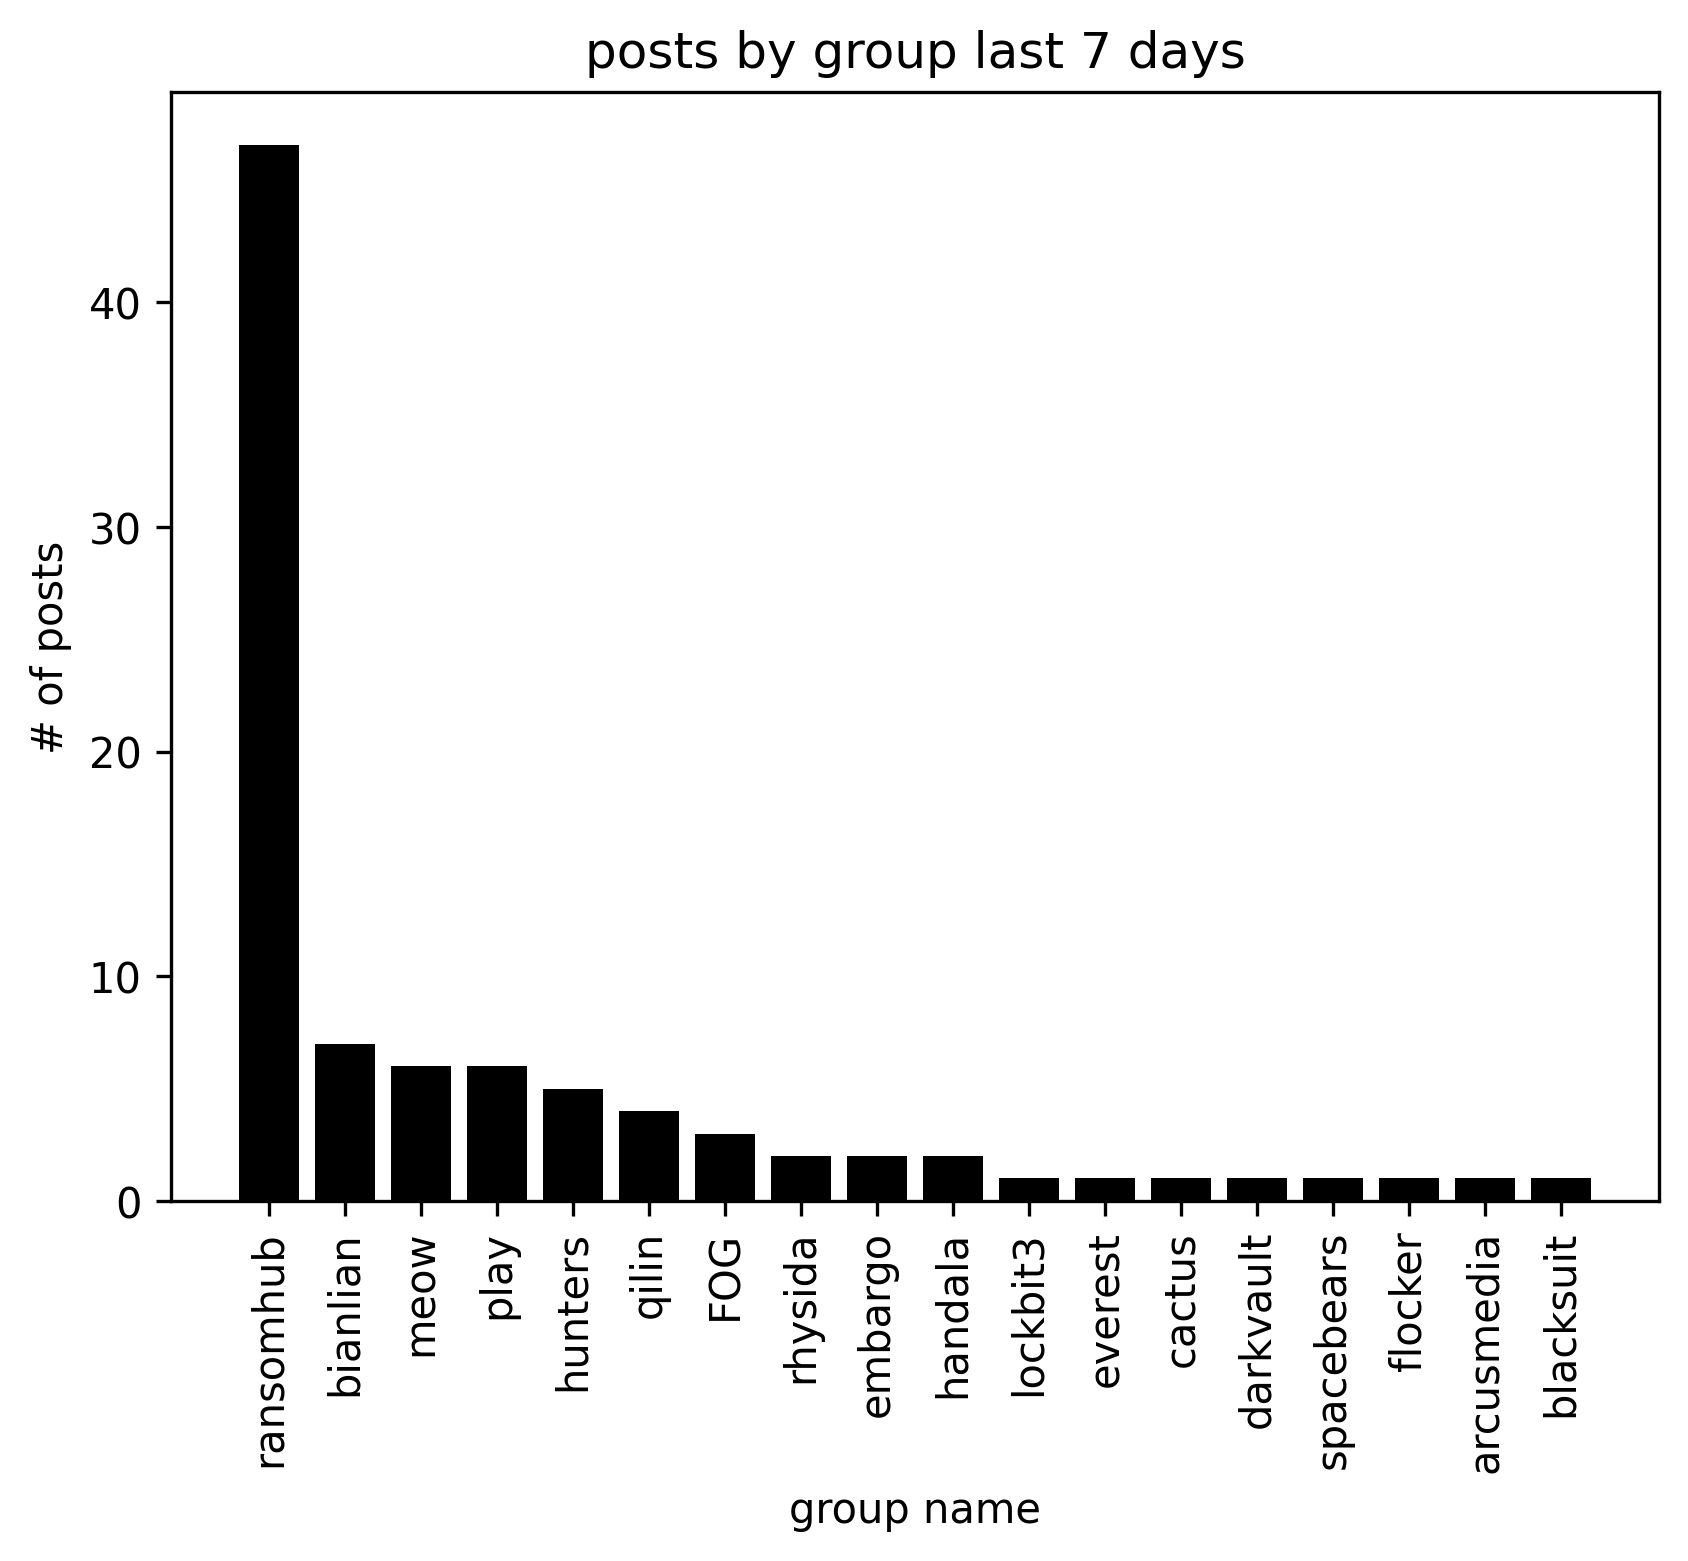 posts by group last 7 days
# of posts
40
30
20
10
0
ransomhub
bianlian
meow
play
hunters
qilin
FOG
rhysida
embargo
handala
lockbit3
everest
cactus
darkvault
spacebears
flocker
arcusmedia
blacksuit
group name